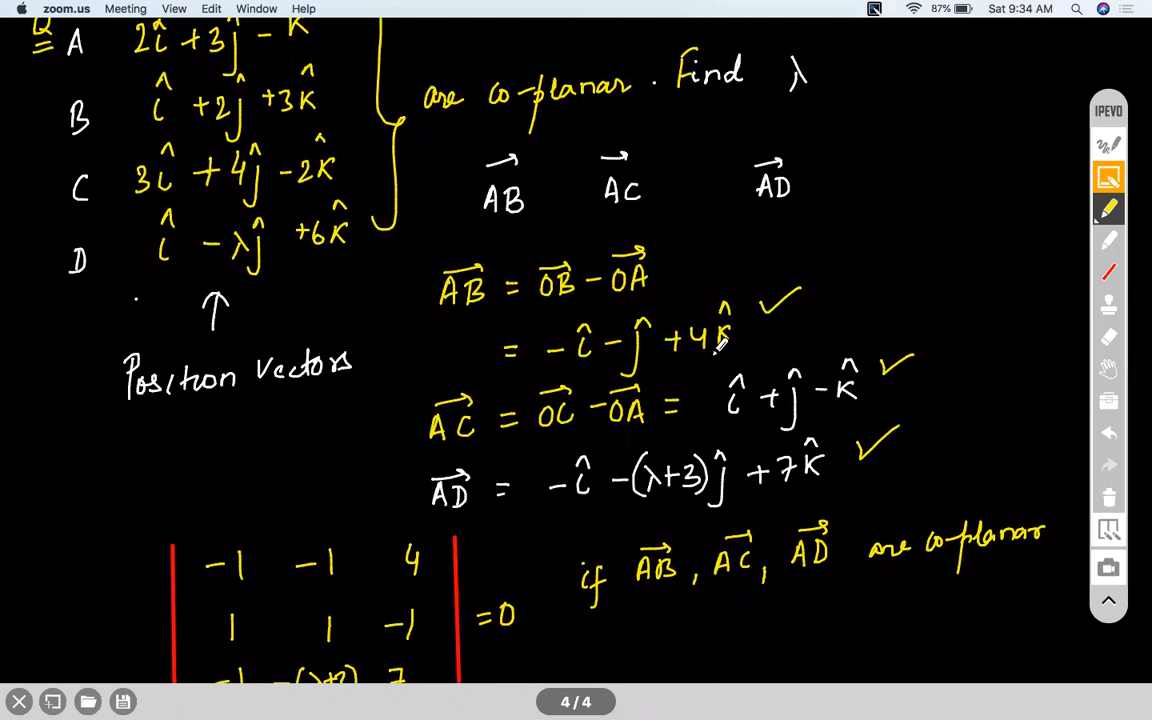 zoom.us Meeting View Edit Window Help 87% Sat 9:34 AM
Q A 2î + 3ĵ - k̂
B î + 2ĵ + 3k̂ are co-planar. Find λ
C 3î + 4ĵ - 2k̂
D î - λĵ + 6k̂
Position vectors
AB⃗ AC⃗ AD⃗
AB⃗ = OB⃗ - OA⃗
= -î - ĵ + 4k̂ ✓
AC⃗ = OC⃗ - OA⃗ = î + ĵ - k̂ ✓
AD⃗ = -î - (λ+3)ĵ + 7k̂ ✓
if AB⃗, AC⃗, AD⃗ are co-planar
-1 -1 4
1 1 -1 = 0
-1 -(λ+3) 7
IPEVO
4/4